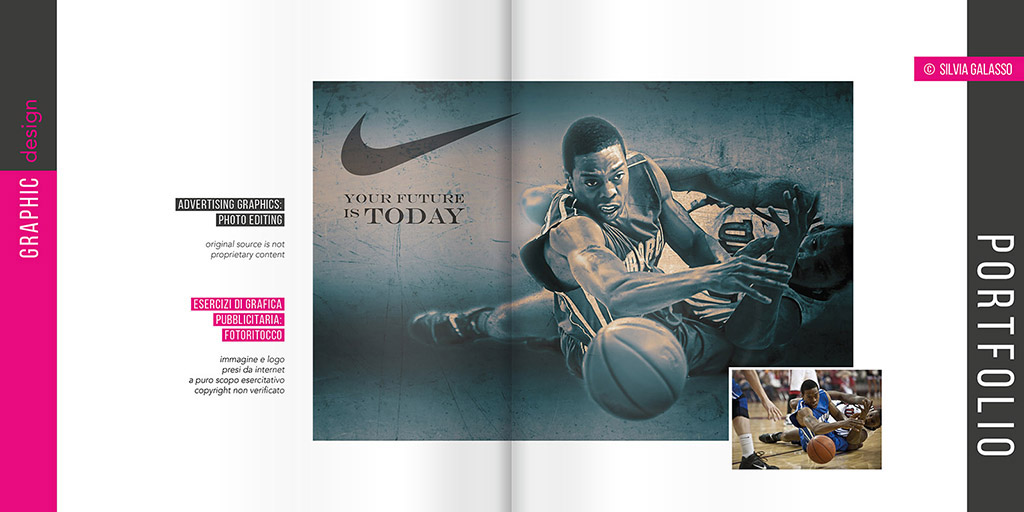 GRAPHIC design
ADVERTISING GRAPHICS:
PHOTO EDITING
original source is not
proprietary content
ESERCIZI DI GRAFICA
PUBBLICITARIA:
FOTORITOCCO
immagine e logo
presi da internet
a puro scopo esercitativo
copyright non verificato
YOUR FUTURE
IS TODAY
© SILVIA GALASSO
PORTFOLIO